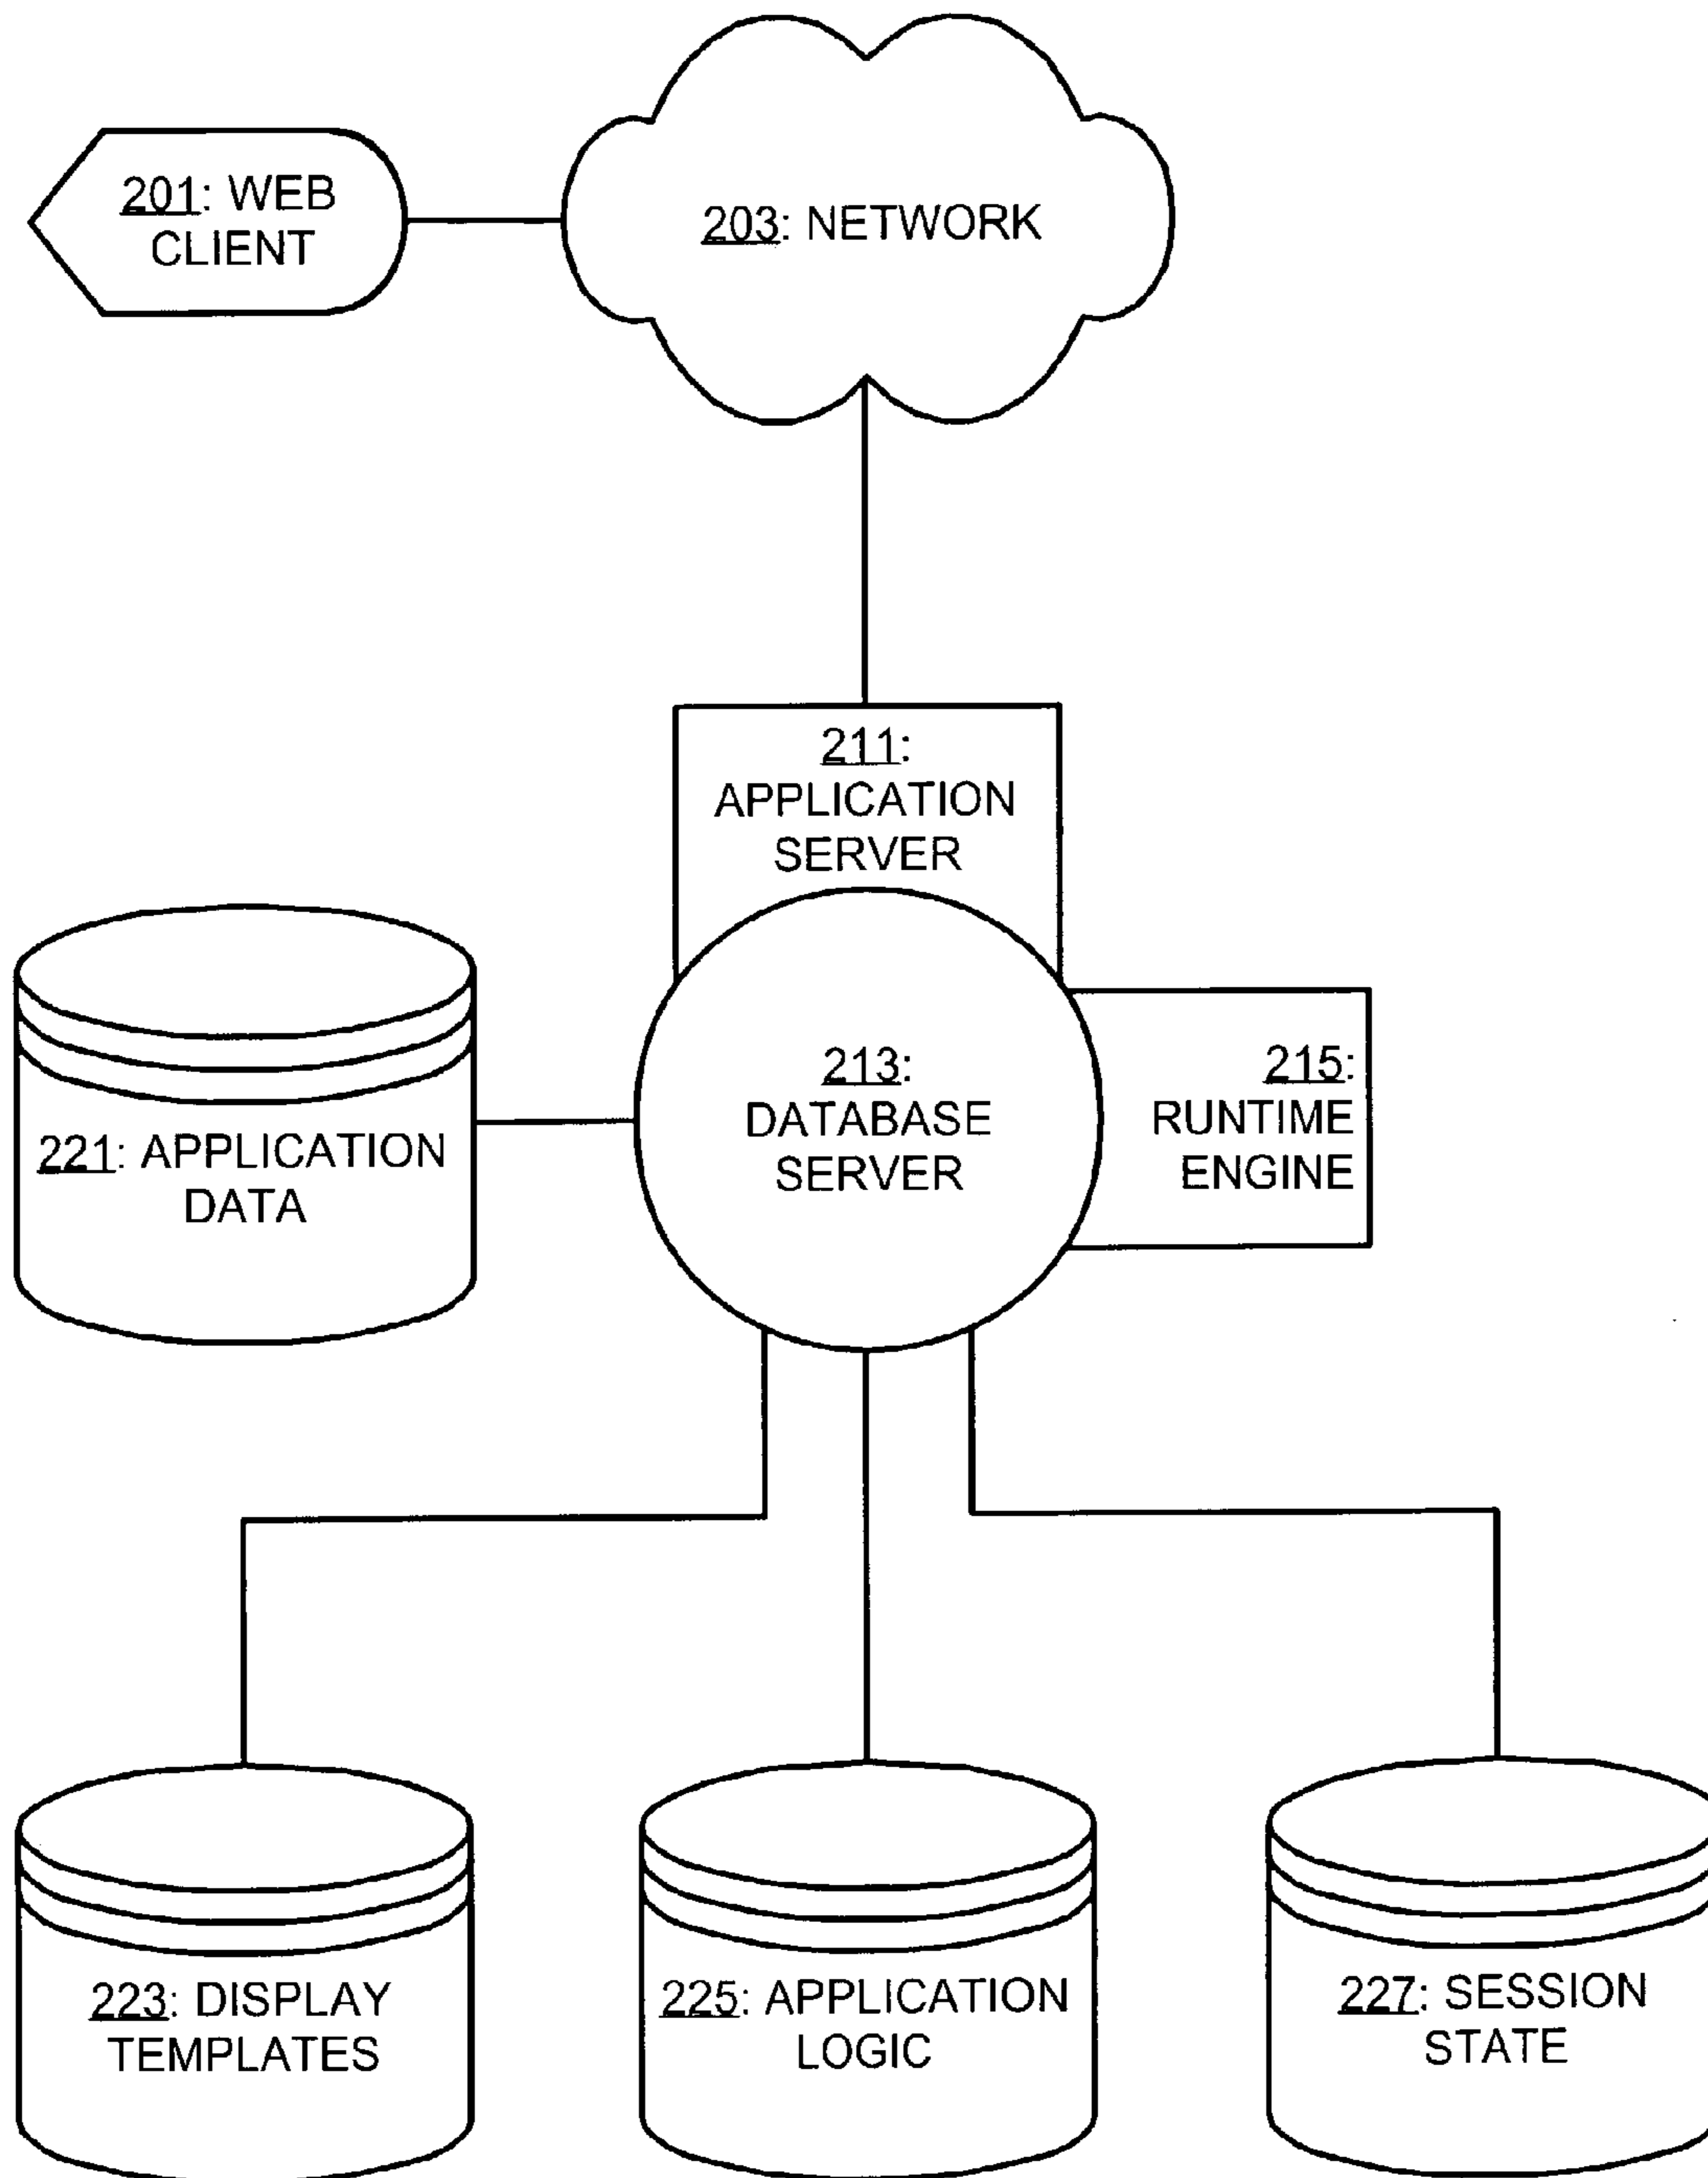 201: WEB
CLIENT
203: NETWORK
211:
APPLICATION
SERVER
213:
DATABASE
SERVER
215:
RUNTIME
ENGINE
221: APPLICATION
DATA
223: DISPLAY
TEMPLATES
225: APPLICATION
LOGIC
227: SESSION
STATE